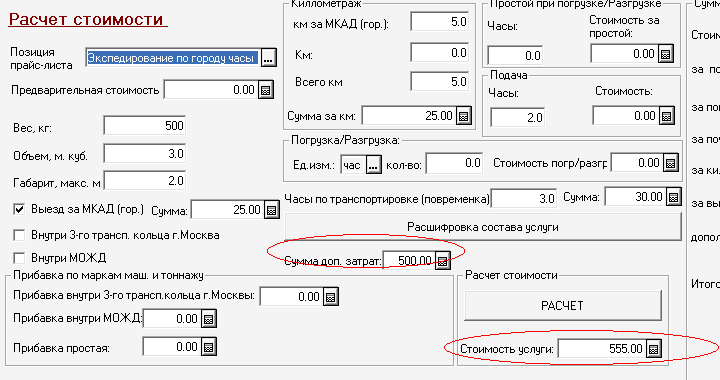 Расчет стоимости
Позиция
прайс-листа
Экспедирование по городу часы ...
Предварительная стоимость 0.00
Вес, кг: 500
Объем, м. куб. 3.0
Габарит, макс. м 2.0
Выезд за МКАД (гор.) Сумма: 25.00
Внутри 3-го трансп. кольца г.Москва
Внутри МОЖД
Километраж
км за МКАД (гор.): 5.0
Км: 0.0
Всего км 5.0
Сумма за км: 25.00
Простой при погрузке/Разгрузке
Часы: Стоимость за
простой:
0.0 0.00
Подача
Часы: Стоимость:
2.0 0.00
Погрузка/Разгрузка:
Ед.изм.: час ... кол-во: 0.0 Стоимость погр/разгр 0.00
Часы по транспортировке (повременка) 3.0 Сумма: 30.00
Расшифровка состава услуги
Сумма доп. затрат: 500.00
Прибавка по маркам маш. и тоннажу
Прибавка внутри 3-го трансп.кольца г.Москвы: 0.00
Прибавка внутри МОЖД: 0.00
Прибавка простая: 0.00
Расчет стоимости
РАСЧЕТ
Стоимость услуги: 555.00
Сумм
Стоим
за по
за по
за поч
за кил
за вы
допол
Итого